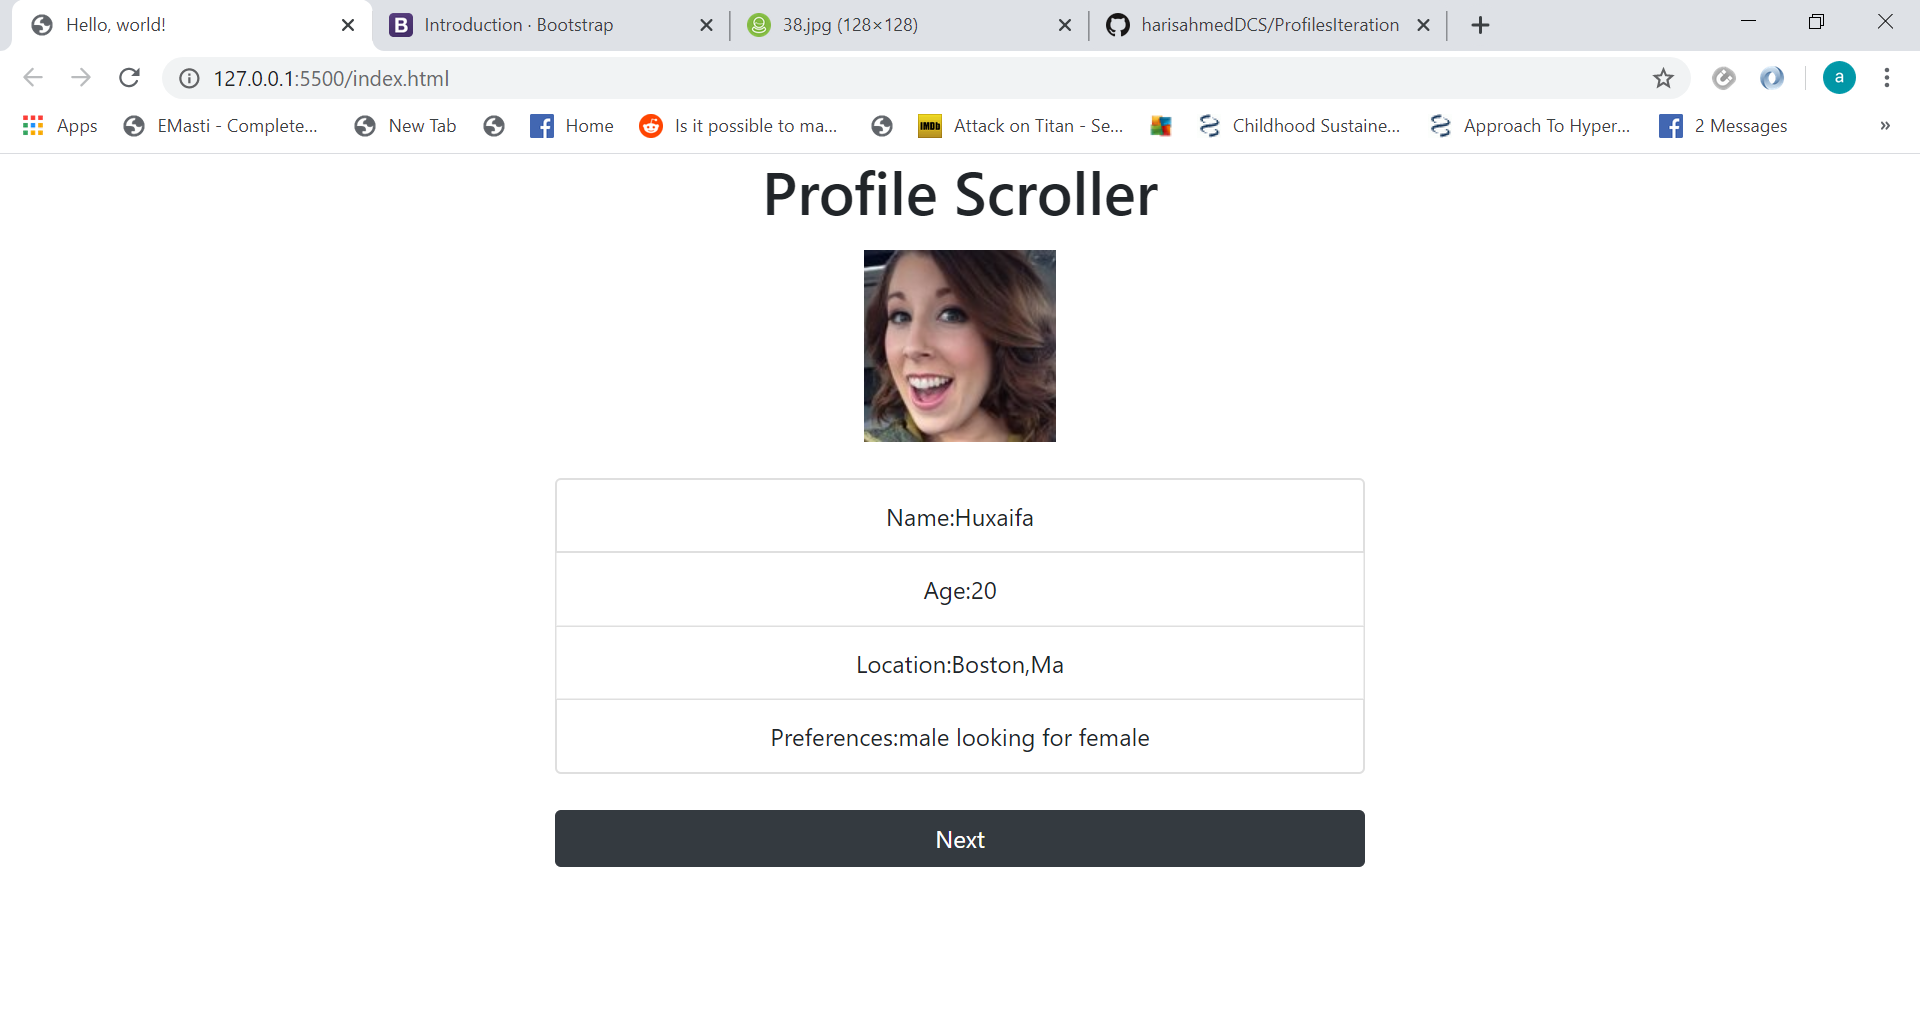 Hello, world!
Introduction · Bootstrap
38.jpg (128×128)
harisahmedDCS/ProfilesIteration
127.0.0.1:5500/index.html
a
Apps
EMasti - Complete...
New Tab
Home
Is it possible to ma...
IMDb
Attack on Titan - Se...
Childhood Sustaine...
Approach To Hyper...
2 Messages
»
Profile Scroller
Name:Huxaifa
Age:20
Location:Boston,Ma
Preferences:male looking for female
Next